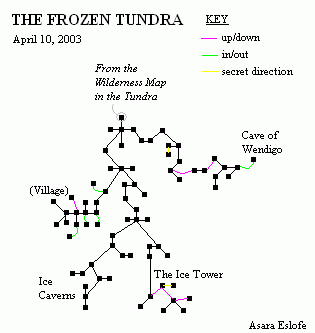 THE FROZEN TUNDRA
April 10, 2003
KEY
up/down
in/out
secret direction
From the
Wilderness Map
in the Tundra
Cave of
Wendigo
(Village)
The Ice Tower
Ice
Caverns
Asara Eslofe